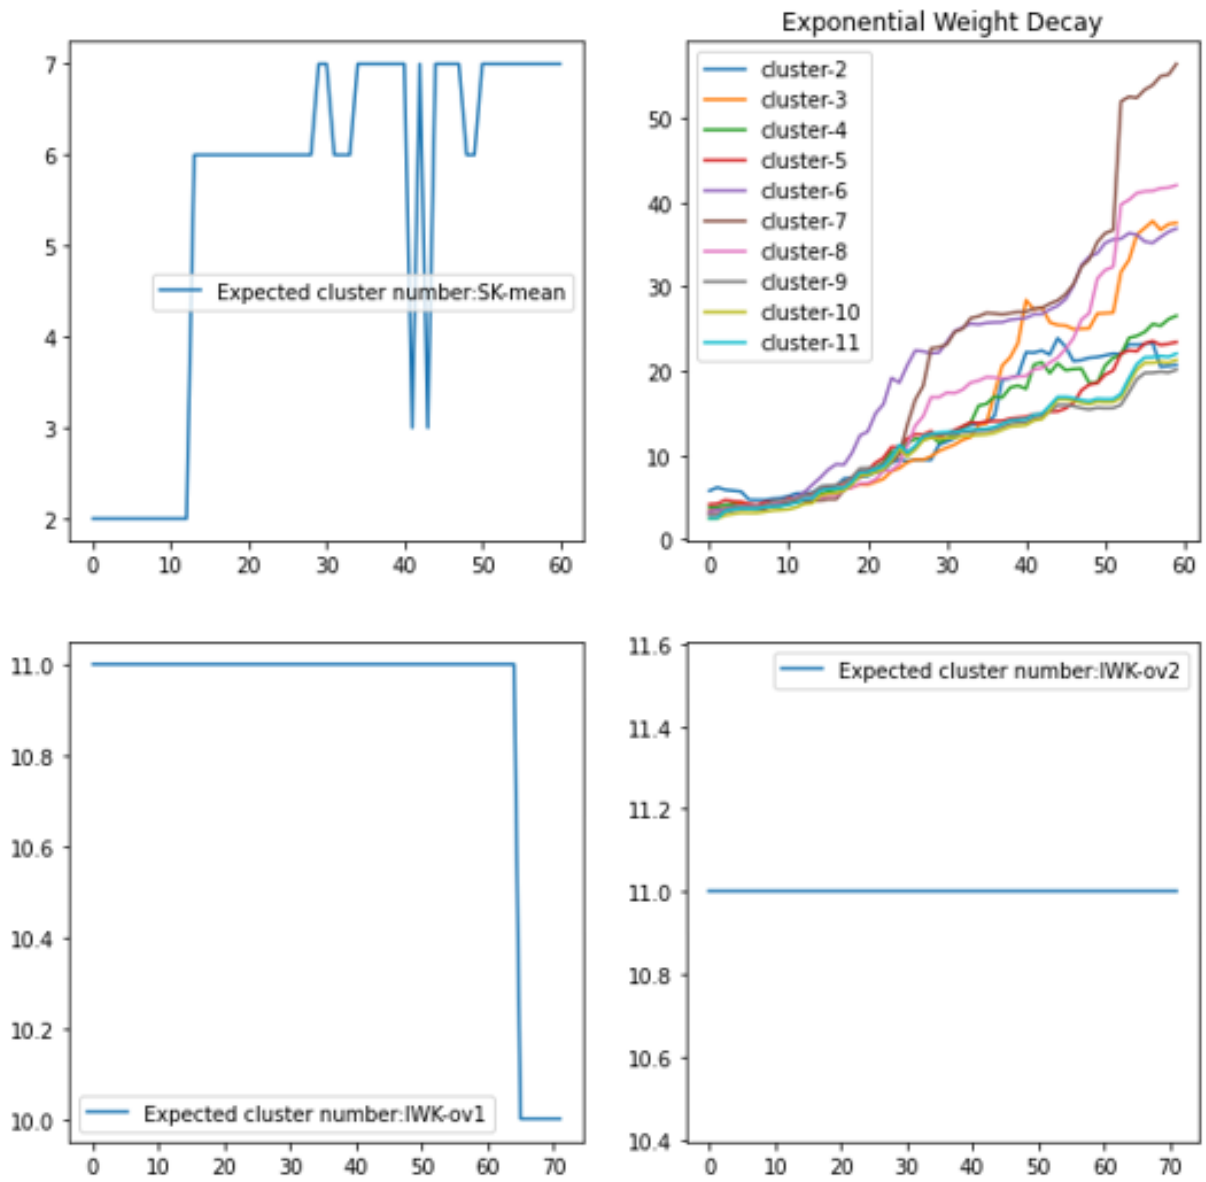 7
6
5
4
3
2
0 10 20 30 40 50 60
Expected cluster number:SK-mean
Exponential Weight Decay
50
40
30
20
10
0
0 10 20 30 40 50 60
cluster-2
cluster-3
cluster-4
cluster-5
cluster-6
cluster-7
cluster-8
cluster-9
cluster-10
cluster-11
11.0
10.8
10.6
10.4
10.2
10.0
0 10 20 30 40 50 60 70
Expected cluster number:IWK-ov1
11.6
11.4
11.2
11.0
10.8
10.6
10.4
0 10 20 30 40 50 60 70
Expected cluster number:IWK-ov2